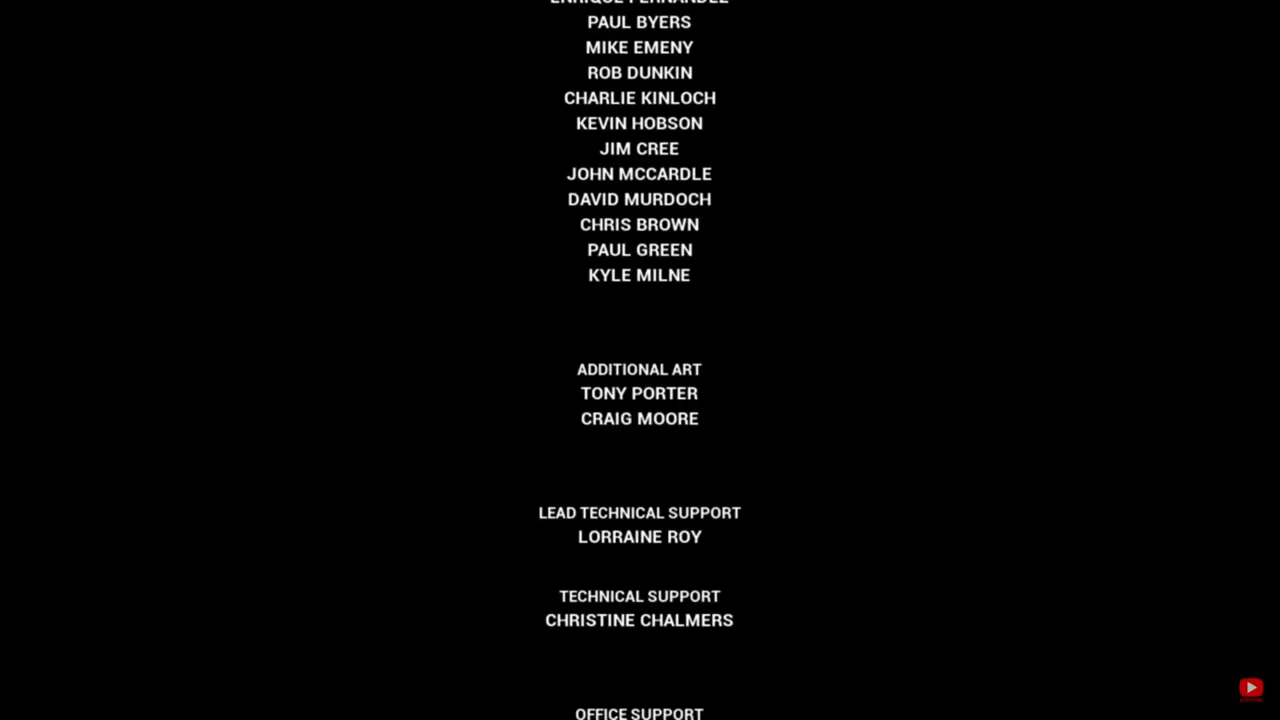 ENRIQUE FERNANDEZ
PAUL BYERS
MIKE EMENY
ROB DUNKIN
CHARLIE KINLOCH
KEVIN HOBSON
JIM CREE
JOHN MCCARDLE
DAVID MURDOCH
CHRIS BROWN
PAUL GREEN
KYLE MILNE
ADDITIONAL ART
TONY PORTER
CRAIG MOORE
LEAD TECHNICAL SUPPORT
LORRAINE ROY
TECHNICAL SUPPORT
CHRISTINE CHALMERS
OFFICE SUPPORT